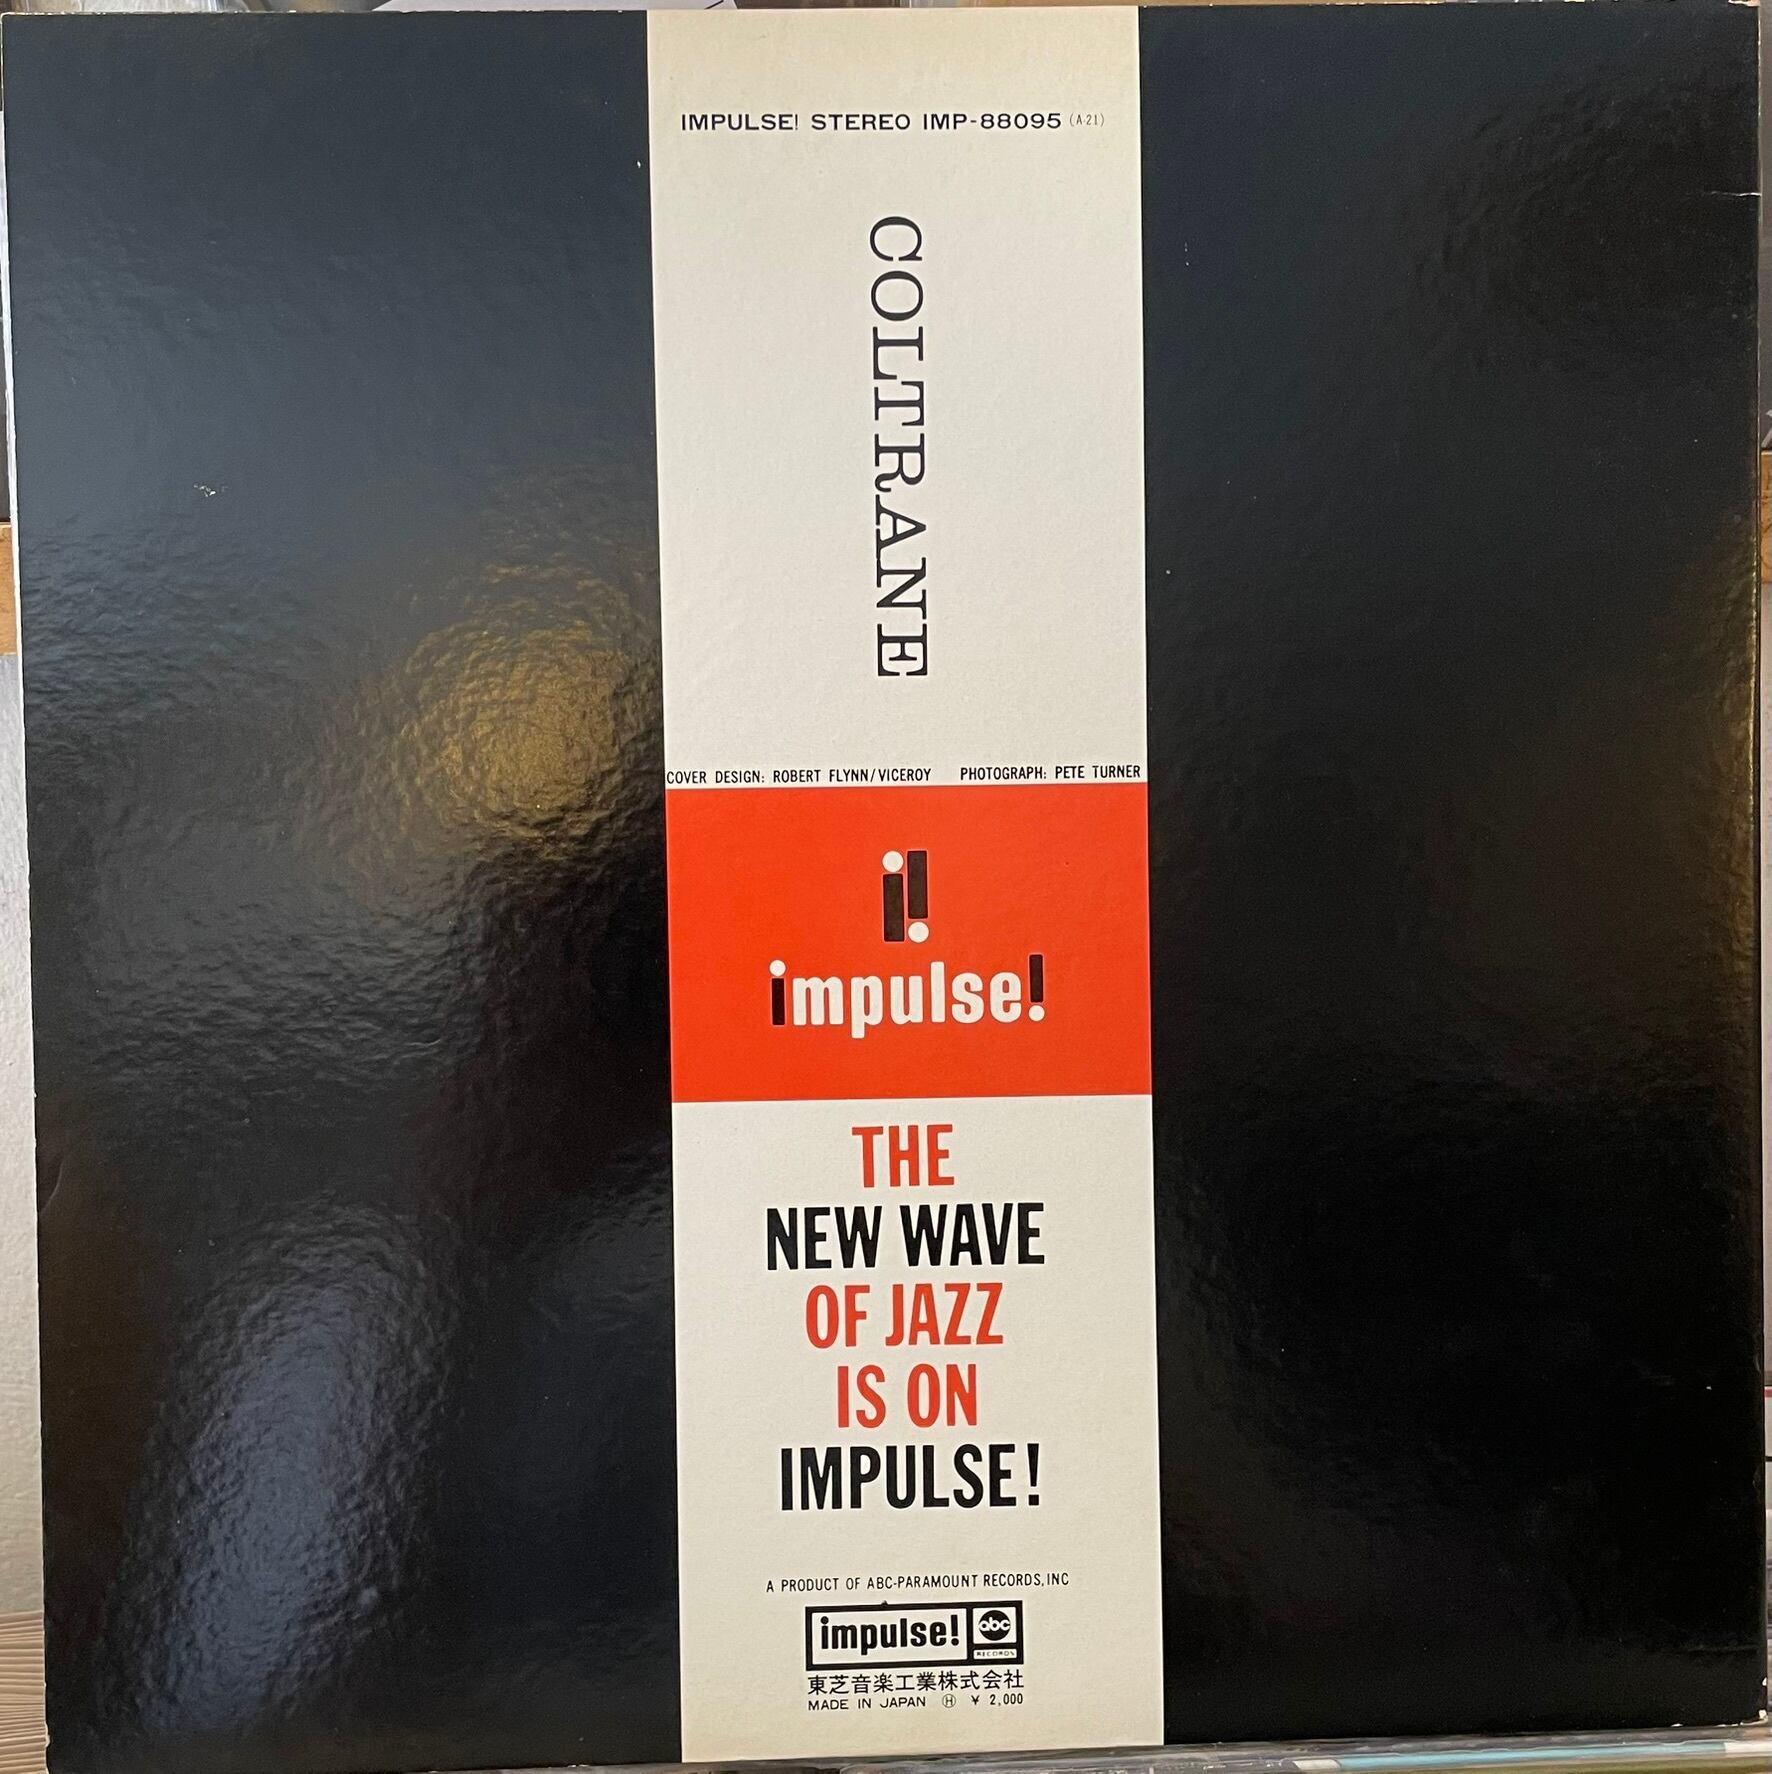 IMPULSE! STEREO IMP-88095 (A-21)
COLTRANE
COVER DESIGN: ROBERT FLYNN/VICEROY PHOTOGRAPH: PETE TURNER
i!
impulse!
THE
NEW WAVE
OF JAZZ
IS ON
IMPULSE!
A PRODUCT OF ABC-PARAMOUNT RECORDS, INC
impulse! abc
RECORDS
東芝音楽工業株式会社
MADE IN JAPAN Ⓗ ¥ 2,000